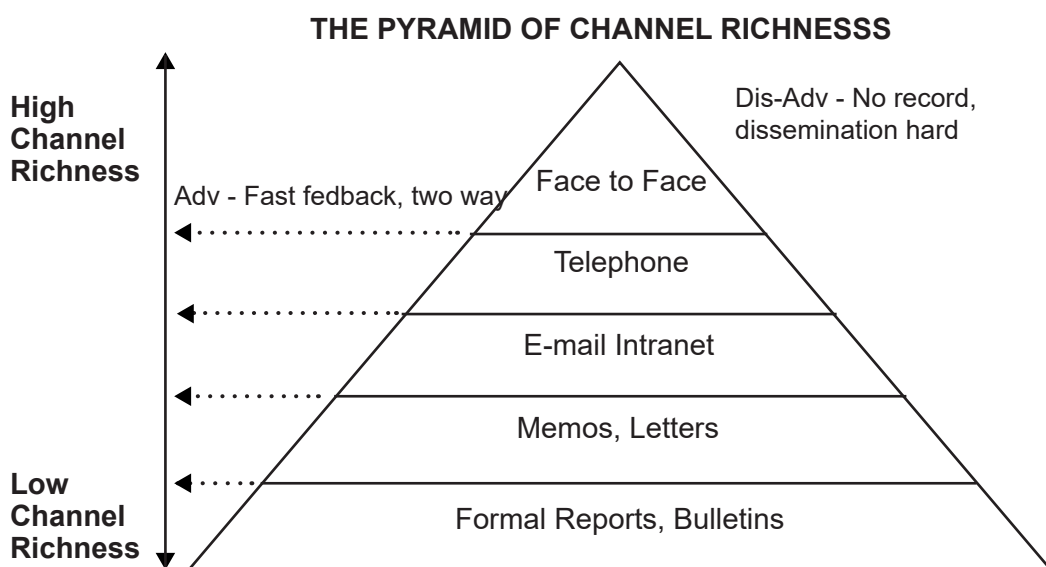 THE PYRAMID OF CHANNEL RICHNESSS
High
Channel
Richness
Dis-Adv - No record,
dissemination hard
Adv - Fast fedback, two way
Face to Face
Telephone
E-mail Intranet
Memos, Letters
Low
Channel
Richness
Formal Reports, Bulletins